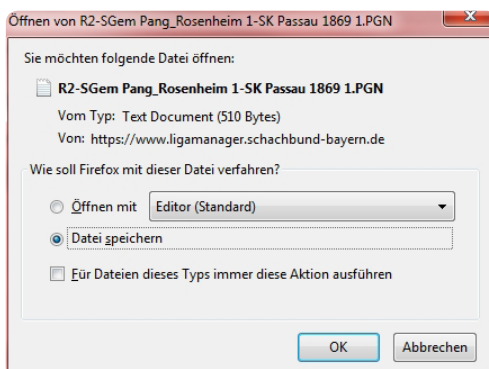 Öffnen von R2-SGem Pang_Rosenheim 1-SK Passau 1869 1.PGN
Sie möchten folgende Datei öffnen:
R2-SGem Pang_Rosenheim 1-SK Passau 1869 1.PGN
Vom Typ: Text Document (510 Bytes)
Von: https://www.ligamanager.schachbund-bayern.de
Wie soll Firefox mit dieser Datei verfahren?
Öffnen mit Editor (Standard)
Datei speichern
Für Dateien dieses Typs immer diese Aktion ausführen
OK Abbrechen